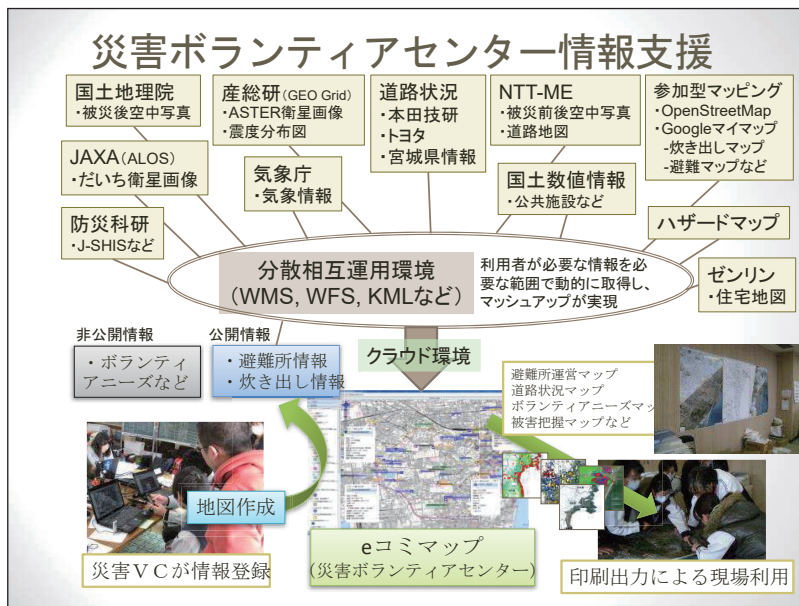 災害ボランティアセンター情報支援
国土地理院
・被災後空中写真
産総研(GEO Grid)
・ASTER衛星画像
・震度分布図
道路状況
・本田技研
・トヨタ
・宮城県情報
NTT-ME
・被災前後空中写真
・道路地図
参加型マッピング
・OpenStreetMap
・Googleマイマップ
-炊き出しマップ
-避難マップなど
JAXA(ALOS)
・だいち衛星画像
気象庁
・気象情報
国土数値情報
・公共施設など
防災科研
・J-SHISなど
ハザードマップ
ゼンリン
・住宅地図
分散相互運用環境
(WMS, WFS, KMLなど)
利用者が必要な情報を必
要な範囲で動的に取得し、
マッシュアップが実現
非公開情報
・ボランティ
アニーズなど
公開情報
・避難所情報
・炊き出し情報
クラウド環境
避難所運営マップ
道路状況マップ
ボランティアニーズマッ
被害把握マップなど
地図作成
災害ＶＣが情報登録
eコミマップ
(災害ボランティアセンター)
印刷出力による現場利用